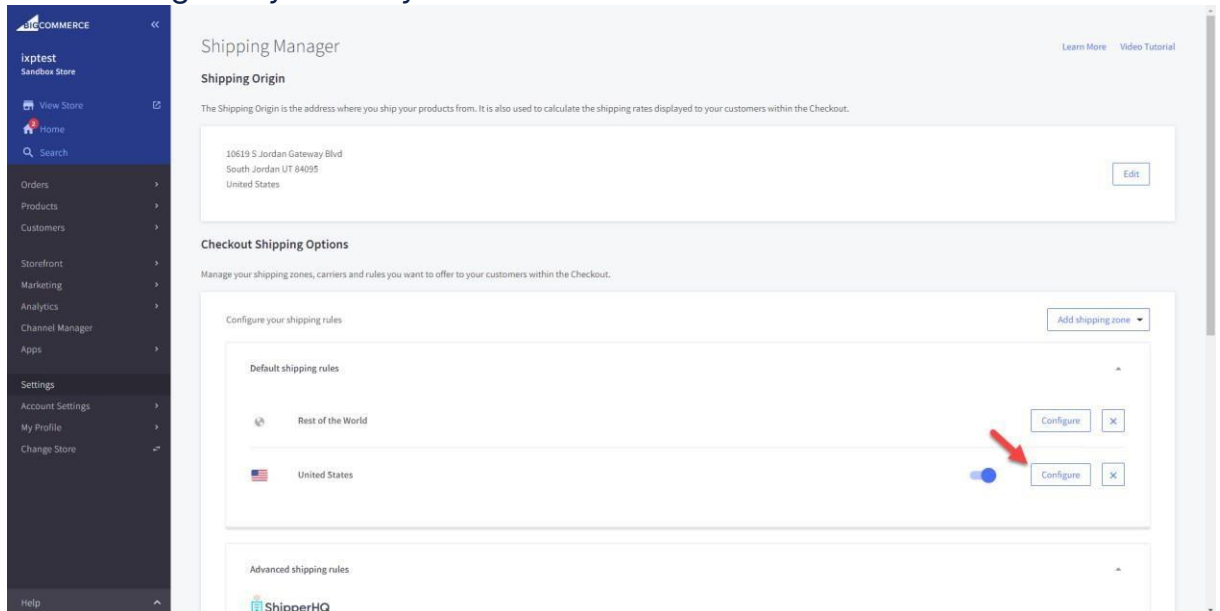 BIGCOMMERCE
ixptest
Sandbox Store
View Store
2
Home
Search
Orders
Products
Customers
Storefront
Marketing
Analytics
Channel Manager
Apps
Settings
Account Settings
My Profile
Change Store
Help
Shipping Manager
Learn More Video Tutorial
Shipping Origin
The Shipping Origin is the address where you ship your products from. It is also used to calculate the shipping rates displayed to your customers within the Checkout.
10619 S Jordan Gateway Blvd
South Jordan UT 84095
United States
Edit
Checkout Shipping Options
Manage your shipping zones, carriers and rules you want to offer to your customers within the Checkout.
Configure your shipping rules
Add shipping zone
Default shipping rules
Rest of the World
Configure
United States
Configure
Advanced shipping rules
ShipperHQ